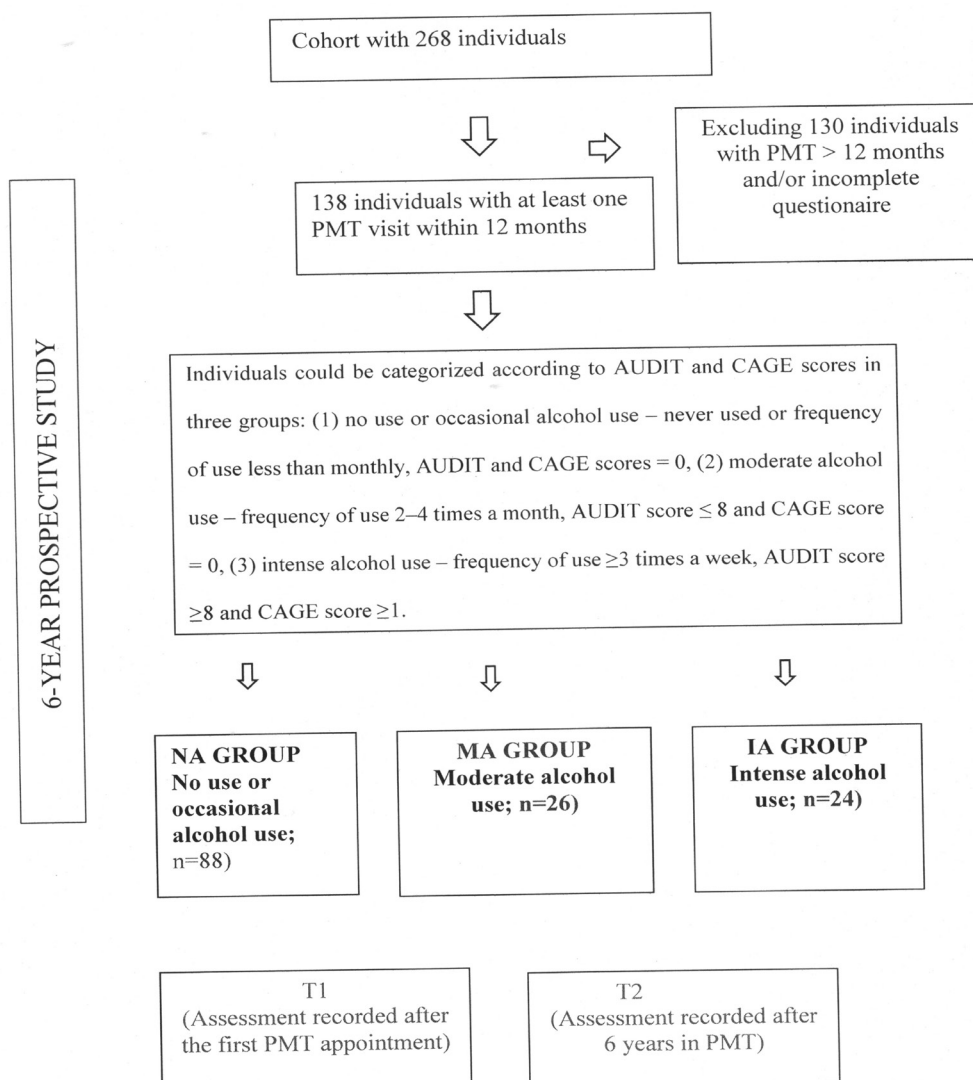 Cohort with 268 individuals
Excluding 130 individuals
with PMT > 12 months
and/or incomplete
questionaire
138 individuals with at least one
PMT visit within 12 months
6-YEAR PROSPECTIVE STUDY
Individuals could be categorized according to AUDIT and CAGE scores in
three groups: (1) no use or occasional alcohol use – never used or frequency
of use less than monthly, AUDIT and CAGE scores = 0, (2) moderate alcohol
use – frequency of use 2–4 times a month, AUDIT score ≤ 8 and CAGE score
= 0, (3) intense alcohol use – frequency of use ≥3 times a week, AUDIT score
≥8 and CAGE score ≥1.
NA GROUP
No use or
occasional
alcohol use;
n=88)
MA GROUP
Moderate alcohol
use; n=26)
IA GROUP
Intense alcohol
use; n=24)
T1
(Assessment recorded after
the first PMT appointment)
T2
(Assessment recorded after
6 years in PMT)